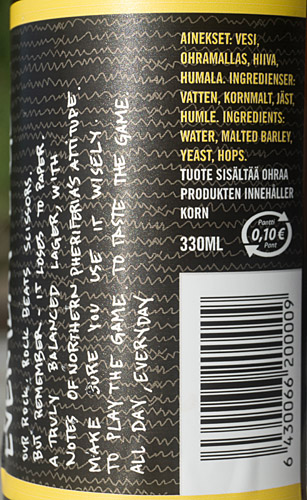 OUR ROCK. ROCK BEATS SCISSORS,
BUT REMEMBER - IT LOSES TO PAPER.
A TRULY BALANCED LAGER, WITH
NOTES OF NORTHERN PHERIFERIA'S ATTITUDE.
MAKE SURE YOU USE IT WISELY.
TO PLAY THE GAME TO TASTE THE GAME
ALL DAY EVERYDAY
AINEKSET: VESI,
OHRAMALLAS, HIIVA,
HUMALA. INGREDIENSER:
VATTEN, KORNMALT, JÄST,
HUMLE. INGREDIENTS:
WATER, MALTED BARLEY,
YEAST, HOPS.
TUOTE SISÄLTÄÄ OHRAA
PRODUKTEN INNEHÅLLER
KORN
330ML
Pantti
0,10 €
Pant
6 430066 200009